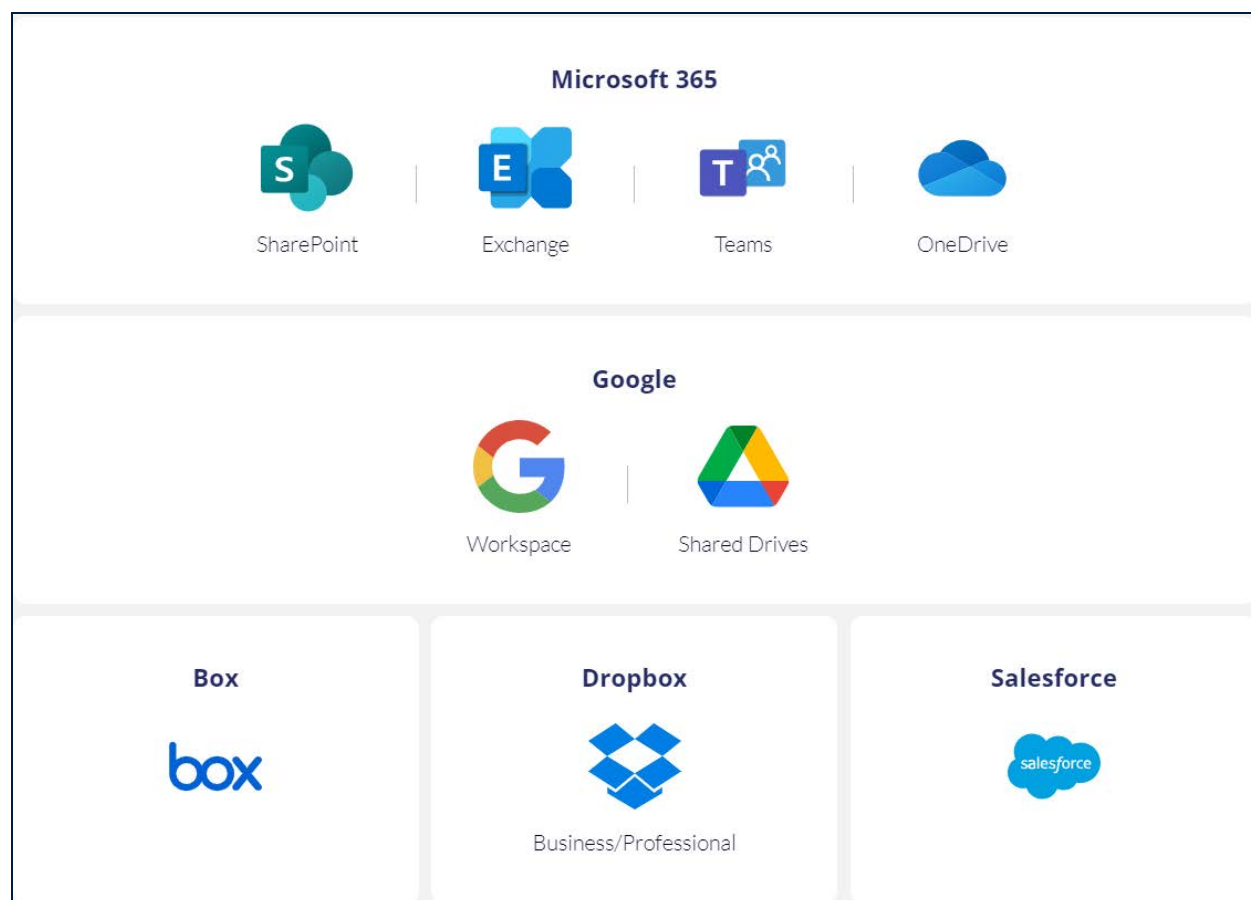 Microsoft 365
S
E
T
SharePoint
Exchange
Teams
OneDrive
Google
Workspace
Shared Drives
Box
Dropbox
Salesforce
box
salesforce
Business/Professional